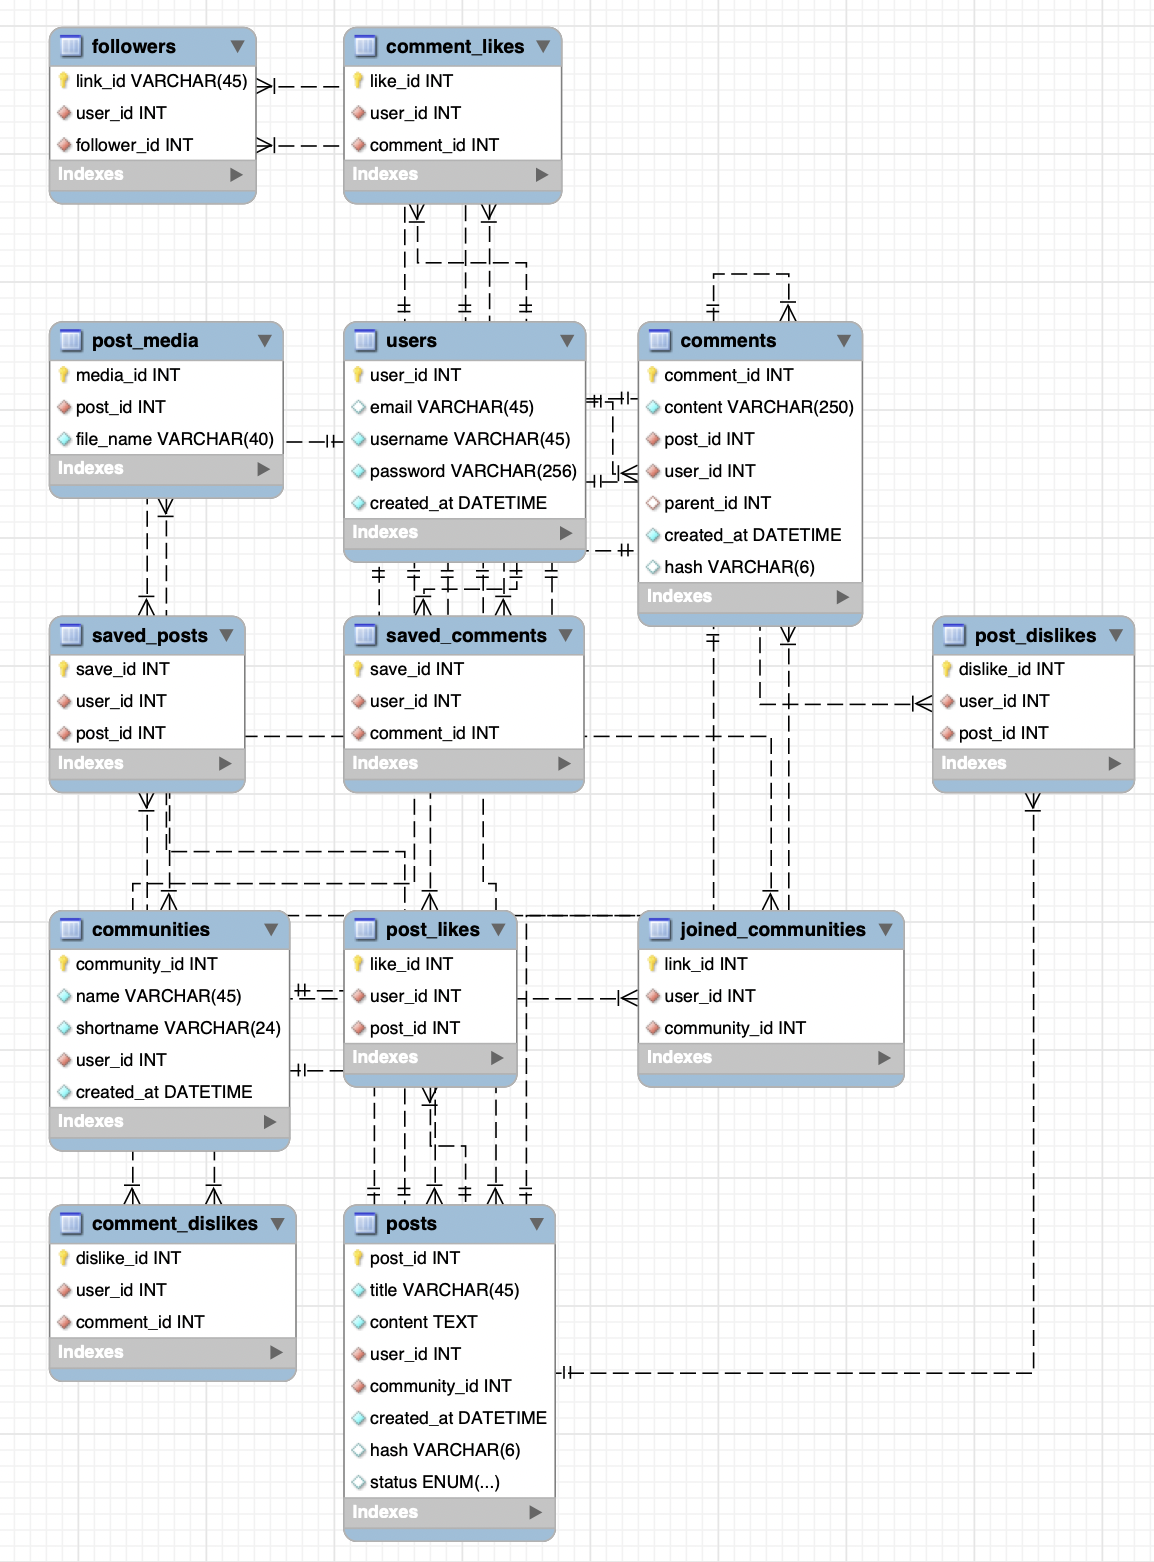 followers
link_id VARCHAR(45)
user_id INT
follower_id INT
Indexes
comment_likes
like_id INT
user_id INT
comment_id INT
Indexes
post_media
media_id INT
post_id INT
file_name VARCHAR(40)
Indexes
users
user_id INT
email VARCHAR(45)
username VARCHAR(45)
password VARCHAR(256)
created_at DATETIME
Indexes
comments
comment_id INT
content VARCHAR(250)
post_id INT
user_id INT
parent_id INT
created_at DATETIME
hash VARCHAR(6)
Indexes
saved_posts
save_id INT
user_id INT
post_id INT
Indexes
saved_comments
save_id INT
user_id INT
comment_id INT
Indexes
post_dislikes
dislike_id INT
user_id INT
post_id INT
Indexes
communities
community_id INT
name VARCHAR(45)
shortname VARCHAR(24)
user_id INT
created_at DATETIME
Indexes
post_likes
like_id INT
user_id INT
post_id INT
Indexes
joined_communities
link_id INT
user_id INT
community_id INT
Indexes
comment_dislikes
dislike_id INT
user_id INT
comment_id INT
Indexes
posts
post_id INT
title VARCHAR(45)
content TEXT
user_id INT
community_id INT
created_at DATETIME
hash VARCHAR(6)
status ENUM(...)
Indexes